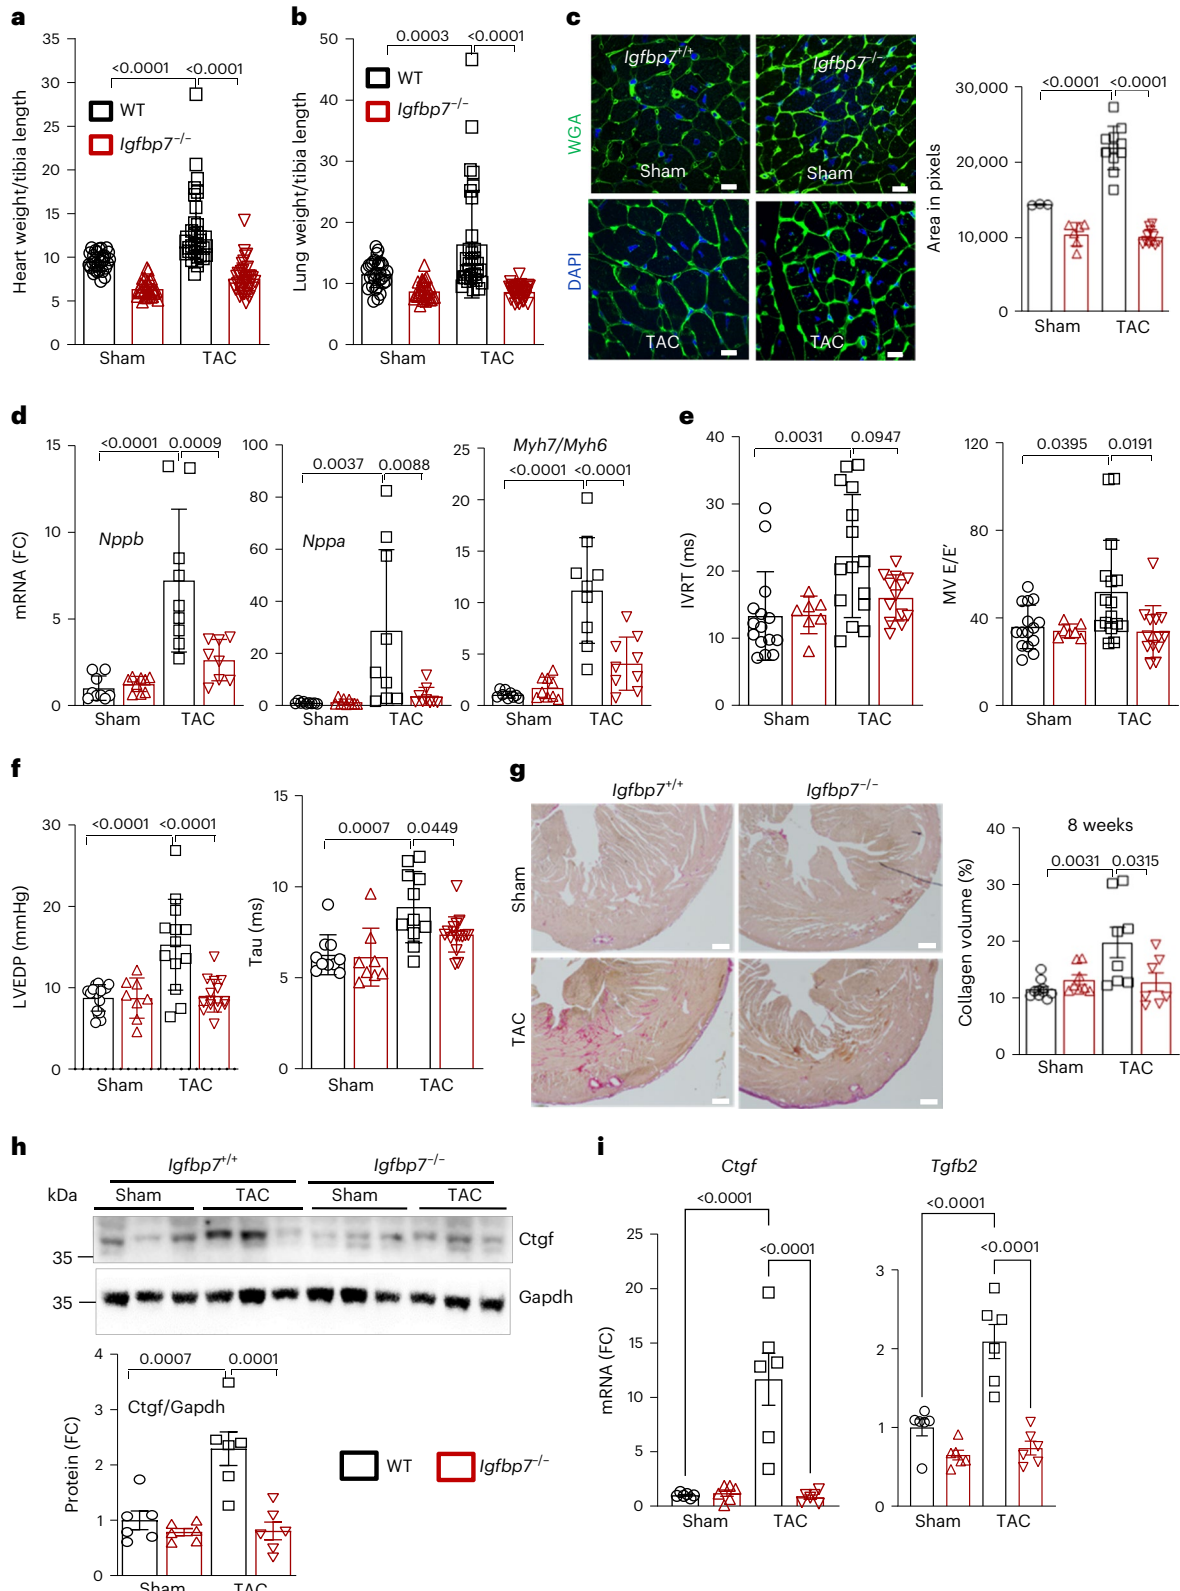 a
Heart weight/tibia length
35
30
25
20
15
10
5
0
<0.0001
<0.0001
WT
Igfbp7−/−
Sham
TAC
b
Lung weight/tibia length
50
40
30
20
10
0
0.0003
<0.0001
WT
Igfbp7−/−
Sham
TAC
c
WGA
DAPI
Igfbp7+/+
Igfbp7−/−
Sham
Sham
TAC
TAC
Area in pixels
30,000
20,000
10,000
0
<0.0001
<0.0001
Sham
TAC
d
mRNA (FC)
15
10
5
0
<0.0001
0.0009
Nppb
Sham
TAC
100
80
60
40
20
0
0.0037
0.0088
Nppa
Sham
TAC
25
20
15
10
5
0
Myh7/Myh6
<0.0001
<0.0001
Sham
TAC
e
IVRT (ms)
40
30
20
10
0
0.0031
0.0947
Sham
TAC
MV E/E′
120
80
40
0
0.0395
0.0191
Sham
TAC
f
LVEDP (mmHg)
30
20
10
0
<0.0001
<0.0001
Sham
TAC
Tau (ms)
15
10
5
0
0.0007
0.0449
Sham
TAC
g
Igfbp7+/+
Igfbp7−/−
Sham
TAC
8 weeks
Collagen volume (%)
40
30
20
10
0
0.0031
0.0315
Sham
TAC
h
Igfbp7+/+
Igfbp7−/−
kDa
Sham
TAC
Sham
TAC
35
Ctgf
35
Gapdh
Protein (FC)
4
3
2
1
0
0.0007
0.0001
Ctgf/Gapdh
Sham
TAC
WT
Igfbp7−/−
i
Ctgf
mRNA (FC)
25
20
15
10
5
0
<0.0001
<0.0001
Sham
TAC
Tgfb2
3
2
1
0
<0.0001
<0.0001
Sham
TAC